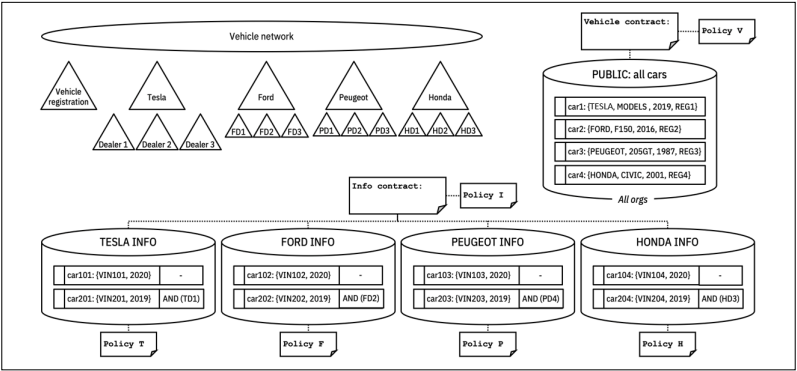 Vehicle network
Vehicle contract:
Policy V
Vehicle
registration
Tesla
Ford
Peugeot
Honda
Dealer 1
Dealer 2
Dealer 3
FD1
FD2
FD3
PD1
PD2
PD3
HD1
HD2
HD3
PUBLIC: all cars
car1: {TESLA, MODELS , 2019, REG1}
car2: {FORD, F150, 2016, REG2}
car3: {PEUGEOT, 205GT, 1987, REG3}
car4: {HONDA, CIVIC, 2001, REG4}
All orgs
Info contract:
Policy I
TESLA INFO
car101: {VIN101, 2020} -
car201: {VIN201, 2019} AND (TD1)
Policy T
FORD INFO
car102: {VIN102, 2020} -
car202: {VIN202, 2019} AND (FD2)
Policy F
PEUGEOT INFO
car103: {VIN103, 2020} -
car203: {VIN203, 2019} AND (PD4)
Policy P
HONDA INFO
car104: {VIN104, 2020} -
car204: {VIN204, 2019} AND (HD3)
Policy H